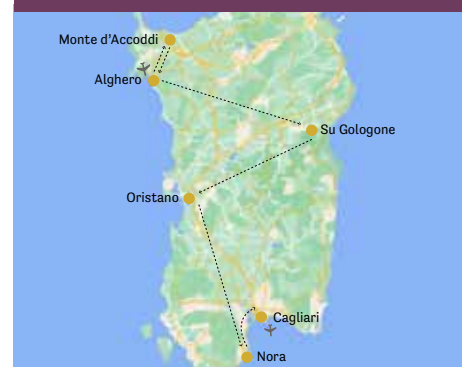 Monte d'Accoddi
Alghero
Su Gologone
Oristano
Cagliari
Nora